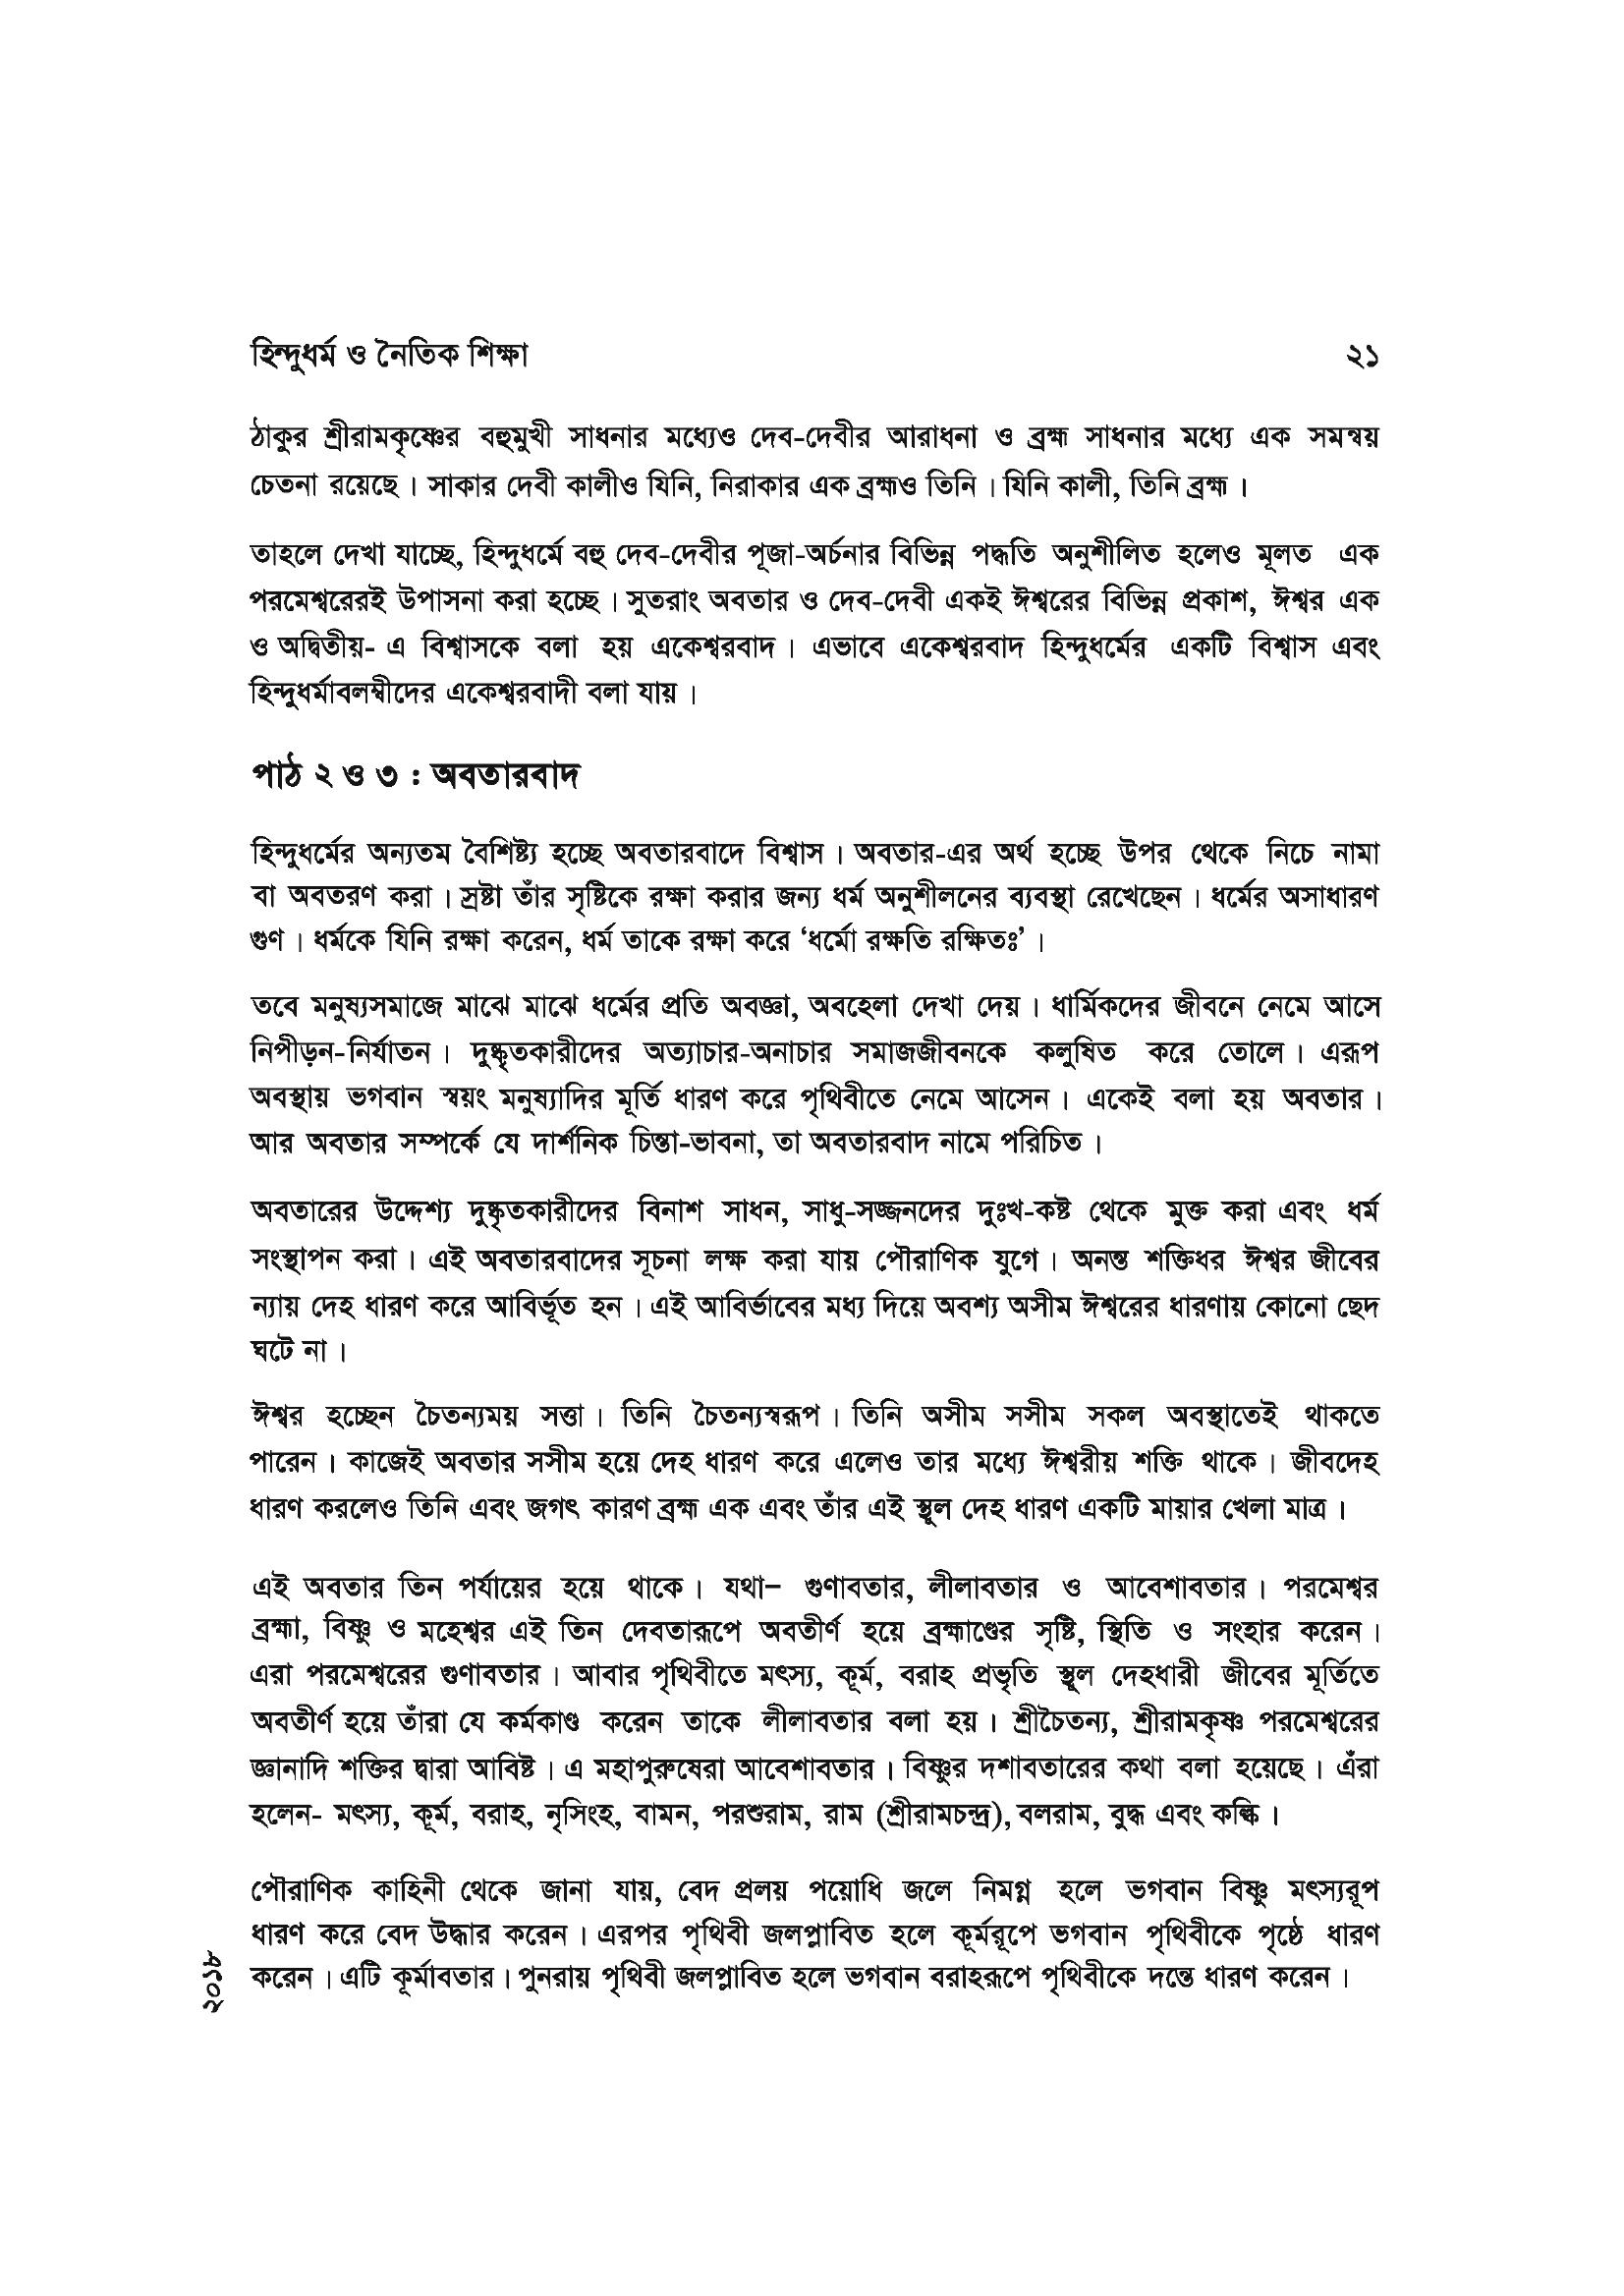 হিন্দুধর্ম ও নৈতিক শিক্ষা ২১
ঠাকুর শ্রীরামকৃষ্ণের বহুমুখী সাধনার মধ্যেও দেব-দেবীর আরাধনা ও ব্রহ্ম সাধনার মধ্যে এক সমন্বয়
চেতনা রয়েছে। সাকার দেবী কালীও যিনি, নিরাকার এক ব্রহ্মও তিনি। যিনি কালী, তিনি ব্রহ্ম।
তাহলে দেখা যাচ্ছে, হিন্দুধর্মে বহু দেব-দেবীর পূজা-অর্চনার বিভিন্ন পদ্ধতি অনুশীলিত হলেও মূলত এক
পরমেশ্বরেরই উপাসনা করা হচ্ছে। সুতরাং অবতার ও দেব-দেবী একই ঈশ্বরের বিভিন্ন প্রকাশ, ঈশ্বর এক
ও অদ্বিতীয়- এ বিশ্বাসকে বলা হয় একেশ্বরবাদ। এভাবে একেশ্বরবাদ হিন্দুধর্মের একটি বিশ্বাস এবং
হিন্দুধর্মাবলম্বীদের একেশ্বরবাদী বলা যায়।
পাঠ ২ ও ৩ : অবতারবাদ
হিন্দুধর্মের অন্যতম বৈশিষ্ট্য হচ্ছে অবতারবাদে বিশ্বাস। অবতার-এর অর্থ হচ্ছে উপর থেকে নিচে নামা
বা অবতরণ করা। স্রষ্টা তাঁর সৃষ্টিকে রক্ষা করার জন্য ধর্ম অনুশীলনের ব্যবস্থা রেখেছেন। ধর্মের অসাধারণ
গুণ। ধর্মকে যিনি রক্ষা করেন, ধর্ম তাকে রক্ষা করে ‘ধর্মো রক্ষতি রক্ষিতঃ’।
তবে মনুষ্যসমাজে মাঝে মাঝে ধর্মের প্রতি অবজ্ঞা, অবহেলা দেখা দেয়। ধার্মিকদের জীবনে নেমে আসে
নিপীড়ন-নির্যাতন। দুষ্কৃতকারীদের অত্যাচার-অনাচার সমাজজীবনকে কলুষিত করে তোলে। এরূপ
অবস্থায় ভগবান স্বয়ং মনুষ্যাদির মূর্তি ধারণ করে পৃথিবীতে নেমে আসেন। একেই বলা হয় অবতার।
আর অবতার সম্পর্কে যে দার্শনিক চিন্তা-ভাবনা, তা অবতারবাদ নামে পরিচিত।
অবতারের উদ্দেশ্য দুষ্কৃতকারীদের বিনাশ সাধন, সাধু-সজ্জনদের দুঃখ-কষ্ট থেকে মুক্ত করা এবং ধর্ম
সংস্থাপন করা। এই অবতারবাদের সূচনা লক্ষ করা যায় পৌরাণিক যুগে। অনন্ত শক্তিধর ঈশ্বর জীবের
ন্যায় দেহ ধারণ করে আবির্ভূত হন। এই আবির্ভাবের মধ্য দিয়ে অবশ্য অসীম ঈশ্বরের ধারণায় কোনো ছেদ
ঘটে না।
ঈশ্বর হচ্ছেন চৈতন্যময় সত্তা। তিনি চৈতন্যস্বরূপ। তিনি অসীম সসীম সকল অবস্থাতেই থাকতে
পারেন। কাজেই অবতার সসীম হয়ে দেহ ধারণ করে এলেও তার মধ্যে ঈশ্বরীয় শক্তি থাকে। জীবদেহ
ধারণ করলেও তিনি এবং জগৎ কারণ ব্রহ্ম এক এবং তাঁর এই স্থূল দেহ ধারণ একটি মায়ার খেলা মাত্র।
এই অবতার তিন পর্যায়ের হয়ে থাকে। যথা– গুণাবতার, লীলাবতার ও আবেশাবতার। পরমেশ্বর
ব্রহ্মা, বিষ্ণু ও মহেশ্বর এই তিন দেবতারূপে অবতীর্ণ হয়ে ব্রহ্মাণ্ডের সৃষ্টি, স্থিতি ও সংহার করেন।
এরা পরমেশ্বরের গুণাবতার। আবার পৃথিবীতে মৎস্য, কূর্ম, বরাহ প্রভৃতি স্থূল দেহধারী জীবের মূর্তিতে
অবতীর্ণ হয়ে তাঁরা যে কর্মকাণ্ড করেন তাকে লীলাবতার বলা হয়। শ্রীচৈতন্য, শ্রীরামকৃষ্ণ পরমেশ্বরের
জ্ঞানাদি শক্তির দ্বারা আবিষ্ট। এ মহাপুরুষেরা আবেশাবতার। বিষ্ণুর দশাবতারের কথা বলা হয়েছে। এঁরা
হলেন- মৎস্য, কূর্ম, বরাহ, নৃসিংহ, বামন, পরশুরাম, রাম (শ্রীরামচন্দ্র), বলরাম, বুদ্ধ এবং কল্কি।
পৌরাণিক কাহিনী থেকে জানা যায়, বেদ প্রলয় পয়োধি জলে নিমগ্ন হলে ভগবান বিষ্ণু মৎস্যরূপ
ধারণ করে বেদ উদ্ধার করেন। এরপর পৃথিবী জলপ্লাবিত হলে কূর্মরূপে ভগবান পৃথিবীকে পৃষ্ঠে ধারণ
করেন। এটি কূর্মাবতার। পুনরায় পৃথিবী জলপ্লাবিত হলে ভগবান বরাহরূপে পৃথিবীকে দন্তে ধারণ করেন।
২০১৮